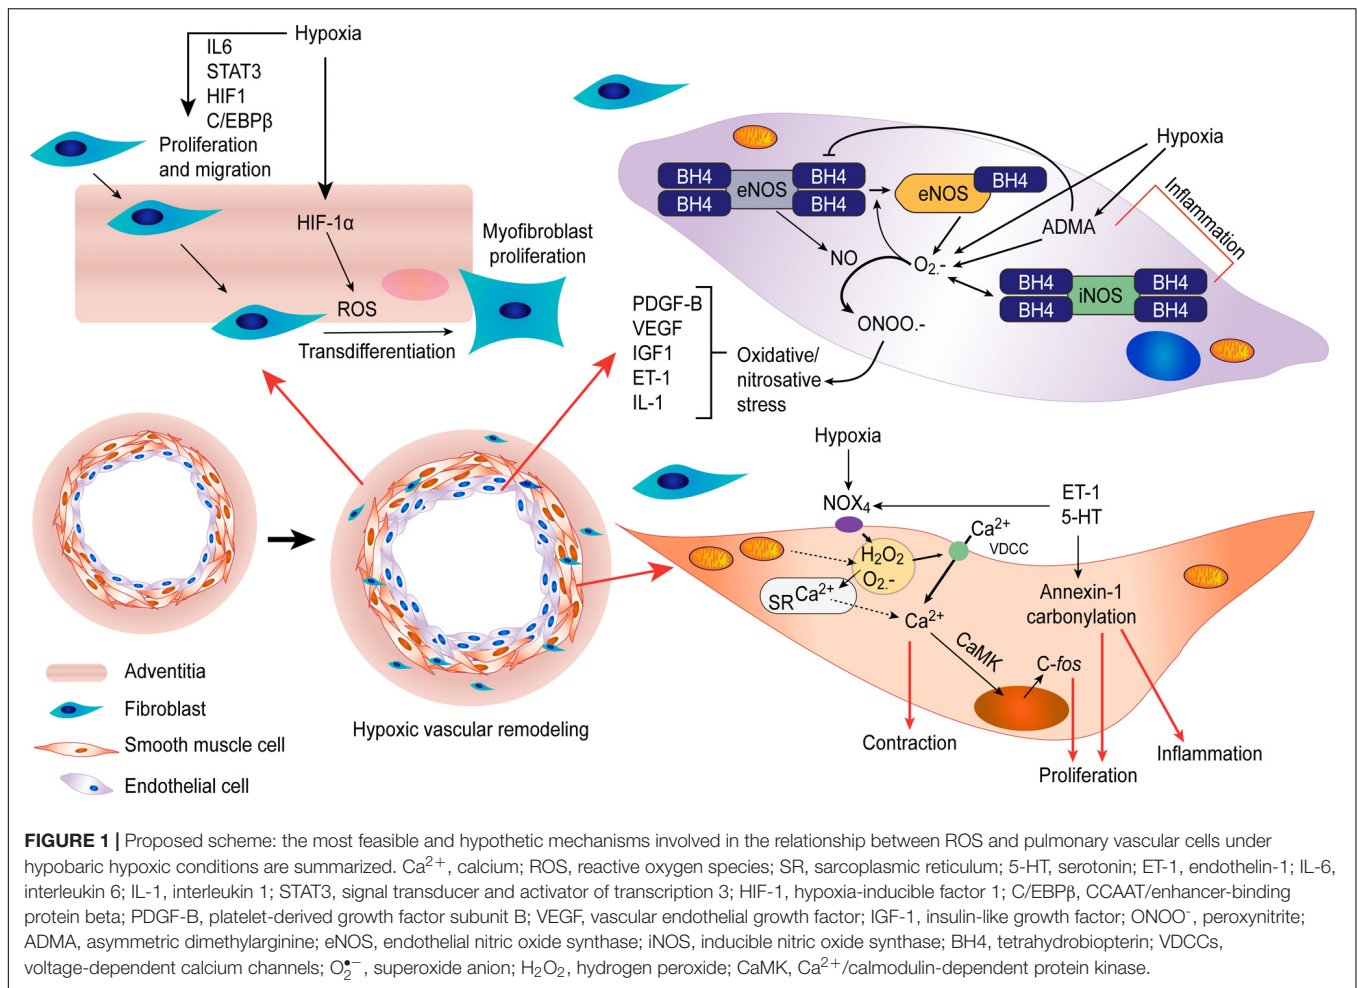 Hypoxia
IL6
STAT3
HIF1
C/EBPβ
Proliferation
and migration
HIF-1α
ROS
Transdifferentiation
Myofibroblast
proliferation
Hypoxia
BH4
BH4
eNOS
BH4
BH4
eNOS
BH4
NO
O2.-
ADMA
Inflammation
BH4
BH4
iNOS
BH4
BH4
ONOO.-
PDGF-B
VEGF
IGF1
ET-1
IL-1
Oxidative/
nitrosative
stress
Hypoxia
NOX4
ET-1
5-HT
Ca2+
VDCC
H2O2
O2.-
SR Ca2+
Ca2+
CaMK
C-fos
Annexin-1
carbonylation
Contraction
Proliferation
Inflammation
Adventitia
Fibroblast
Smooth muscle cell
Endothelial cell
Hypoxic vascular remodeling
FIGURE 1 | Proposed scheme: the most feasible and hypothetic mechanisms involved in the relationship between ROS and pulmonary vascular cells under
hypobaric hypoxic conditions are summarized. Ca2+, calcium; ROS, reactive oxygen species; SR, sarcoplasmic reticulum; 5-HT, serotonin; ET-1, endothelin-1; IL-6,
interleukin 6; IL-1, interleukin 1; STAT3, signal transducer and activator of transcription 3; HIF-1, hypoxia-inducible factor 1; C/EBPβ, CCAAT/enhancer-binding
protein beta; PDGF-B, platelet-derived growth factor subunit B; VEGF, vascular endothelial growth factor; IGF-1, insulin-like growth factor; ONOO-, peroxynitrite;
ADMA, asymmetric dimethylarginine; eNOS, endothelial nitric oxide synthase; iNOS, inducible nitric oxide synthase; BH4, tetrahydrobiopterin; VDCCs,
voltage-dependent calcium channels; O2•−, superoxide anion; H2O2, hydrogen peroxide; CaMK, Ca2+/calmodulin-dependent protein kinase.